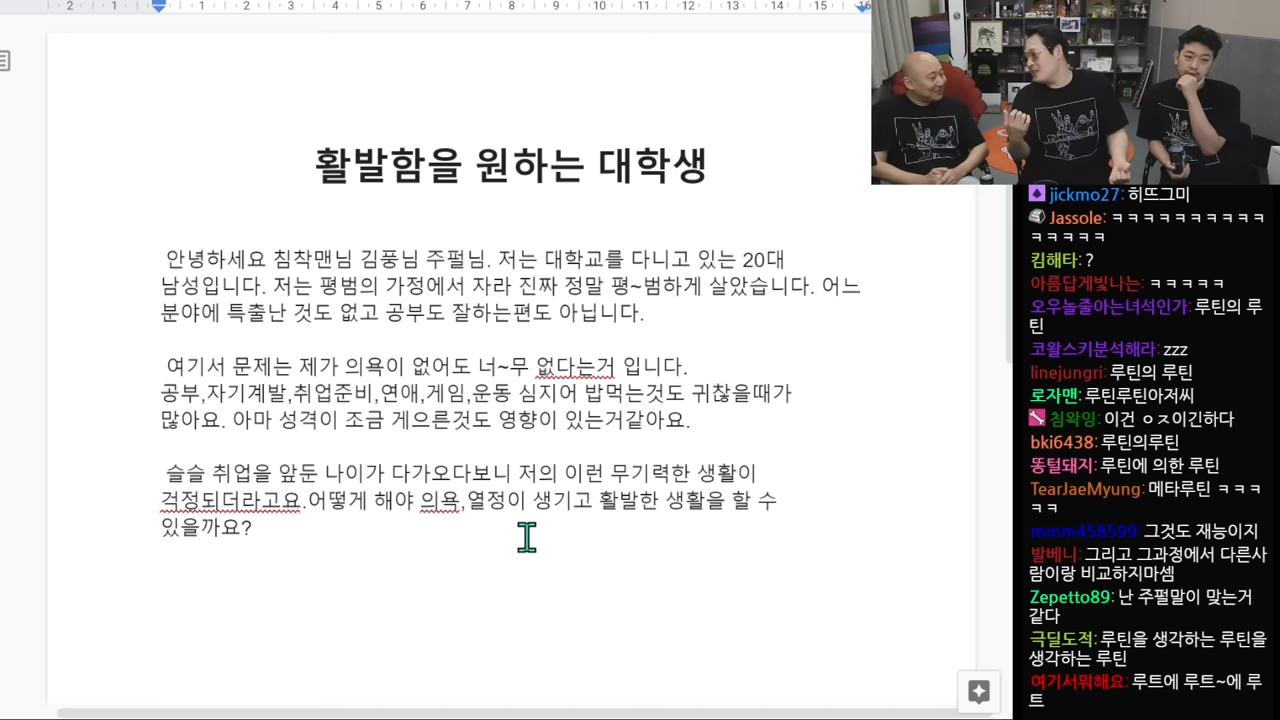 2 1 1 2 3 4 5 6 7 8 9 10 11 12 13 14 15 16
활발함을 원하는 대학생
안녕하세요 침착맨님 김풍님 주펄님. 저는 대학교를 다니고 있는 20대
남성입니다. 저는 평범의 가정에서 자라 진짜 정말 평~범하게 살았습니다. 어느
분야에 특출난 것도 없고 공부도 잘하는편도 아닙니다.
여기서 문제는 제가 의욕이 없어도 너~무 없다는거 입니다.
공부,자기계발,취업준비,연애,게임,운동 심지어 밥먹는것도 귀찮을때가
많아요. 아마 성격이 조금 게으른것도 영향이 있는거같아요.
슬슬 취업을 앞둔 나이가 다가오다보니 저의 이런 무기력한 생활이
걱정되더라고요.어떻게 해야 의욕,열정이 생기고 활발한 생활을 할 수
있을까요?
jickmo27: 히뜨그미
Jassole: ㅋㅋㅋㅋㅋㅋㅋㅋㅋㅋ
ㅋㅋㅋㅋㅋ
킴해타: ?
아름답게빛나는: ㅋㅋㅋㅋㅋ
오우놀줄아는녀석인가: 루틴의 루
틴
코왈스키분석해라: zzz
linejungri: 루틴의 루틴
로자맨: 루틴루틴아저씨
침왁잉: 이건 ㅇㅈ이긴하다
bki6438: 루틴의루틴
똥털돼지: 루틴에 의한 루틴
TearJaeMyung: 메타루틴 ㅋㅋㅋ
ㅋㅋ
mmm458599: 그것도 재능이지
발베니: 그리고 그과정에서 다른사
람이랑 비교하지마셈
Zepetto89: 난 주펄말이 맞는거
같다
극딜도적: 루틴을 생각하는 루틴을
생각하는 루틴
여기서뭐해요: 루트에 루트~에 루
트